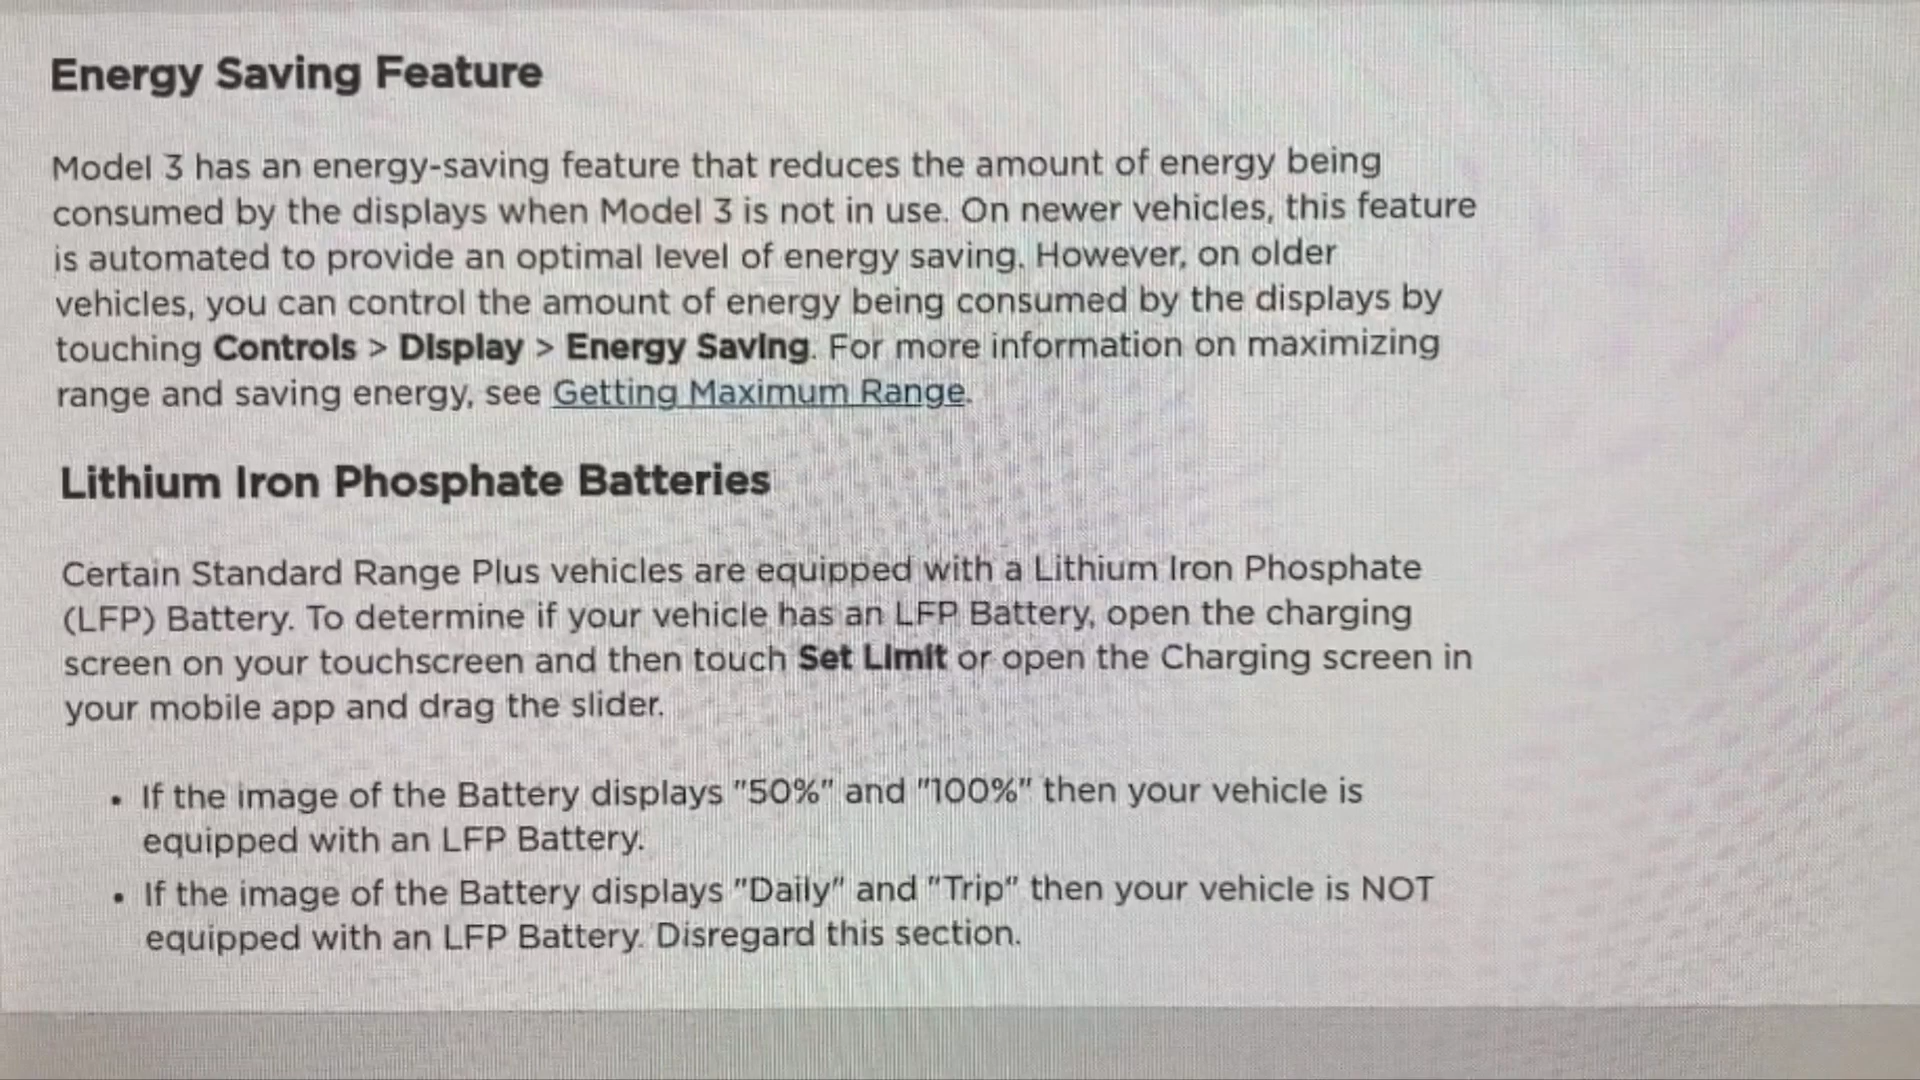 Energy Saving Feature
Model 3 has an energy-saving feature that reduces the amount of energy being
consumed by the displays when Model 3 is not in use. On newer vehicles, this feature
is automated to provide an optimal level of energy saving. However, on older
vehicles, you can control the amount of energy being consumed by the displays by
touching Controls > Display > Energy Saving. For more information on maximizing
range and saving energy, see Getting Maximum Range.
Lithium Iron Phosphate Batteries
Certain Standard Range Plus vehicles are equipped with a Lithium Iron Phosphate
(LFP) Battery. To determine if your vehicle has an LFP Battery, open the charging
screen on your touchscreen and then touch Set Limit or open the Charging screen in
your mobile app and drag the slider.
• If the image of the Battery displays "50%" and "100%" then your vehicle is
equipped with an LFP Battery.
• If the image of the Battery displays "Daily" and "Trip" then your vehicle is NOT
equipped with an LFP Battery. Disregard this section.